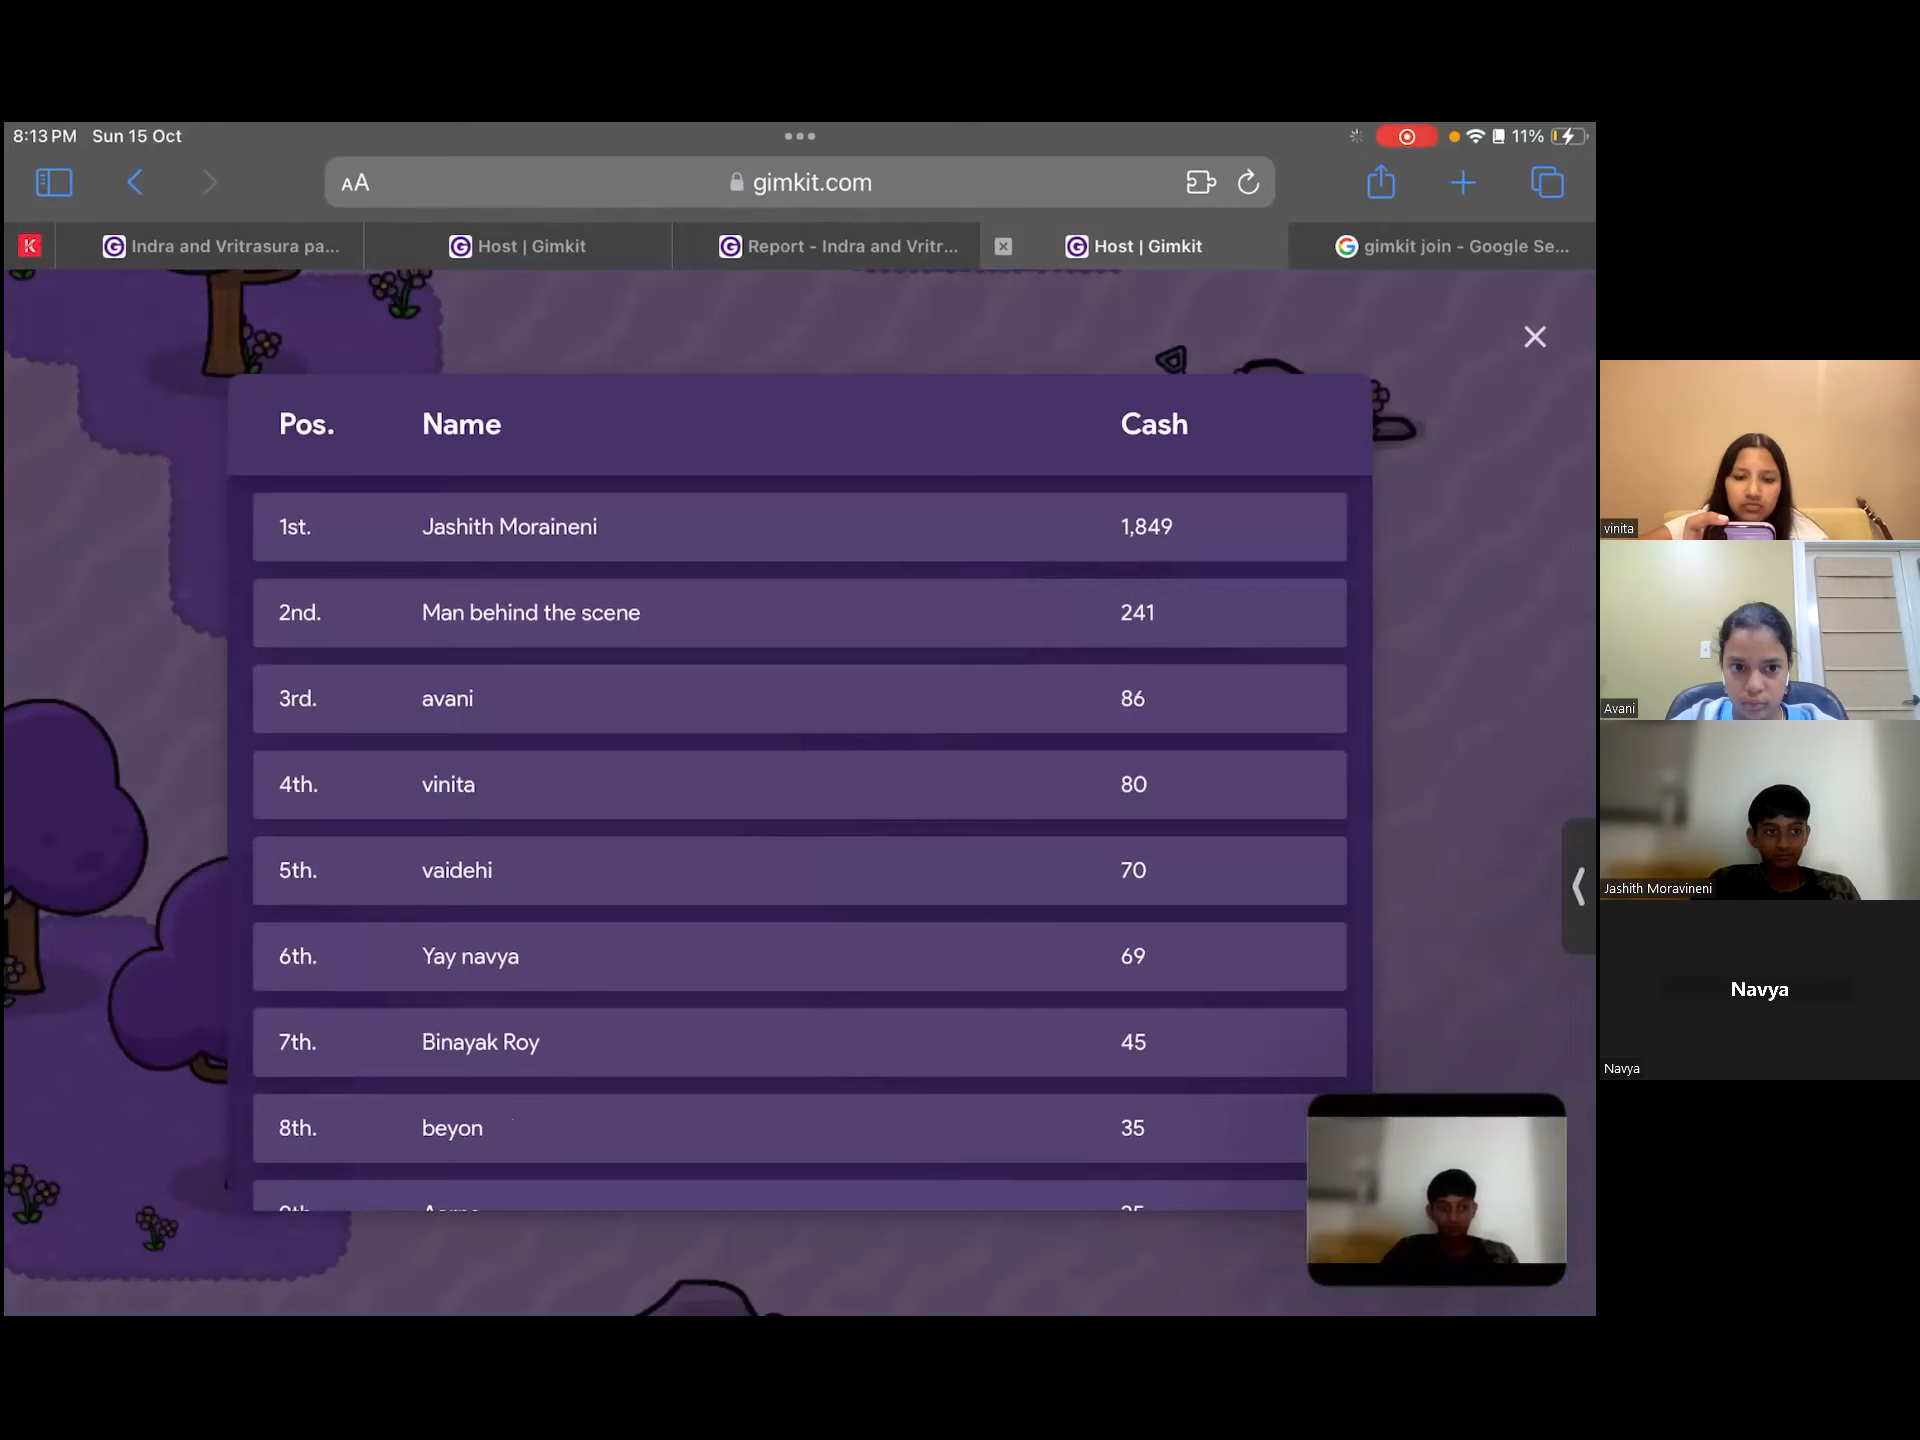 8:13 PM Sun 15 Oct
11%
AA gimkit.com
K Indra and Vritrasura pa... Host | Gimkit Report - Indra and Vritr... Host | Gimkit gimkit join - Google Se...
Pos. Name Cash
1st. Jashith Moraineni 1,849
2nd. Man behind the scene 241
3rd. avani 86
4th. vinita 80
5th. vaidehi 70
6th. Yay navya 69
7th. Binayak Roy 45
8th. beyon 35
vinita
Avani
Jashith Moravineni
Navya
Navya